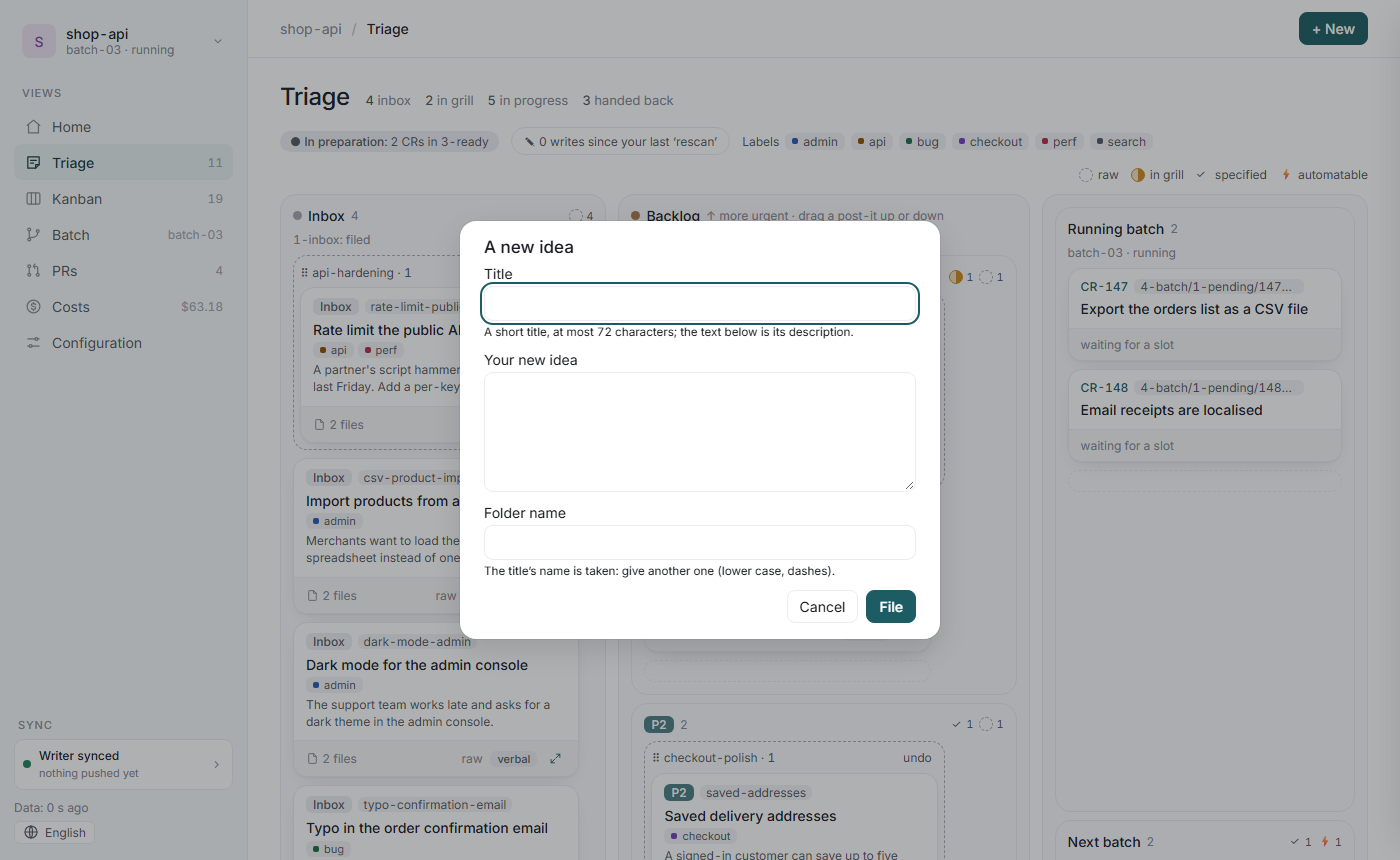 S
shop-api
batch-03 · running
VIEWS
Home
Triage 11
Kanban 19
Batch batch-03
PRs 4
Costs $63.18
Configuration
SYNC
Writer synced
nothing pushed yet
Data: 0 s ago
English
shop-api / Triage
+ New
Triage 4 inbox 2 in grill 5 in progress 3 handed back
In preparation: 2 CRs in 3-ready 0 writes since your last ‘rescan’ Labels admin api bug checkout perf search
raw in grill specified automatable
Inbox 4 4
1-inbox: filed
api-hardening · 1
Inbox rate-limit-publi
Rate limit the public
api perf
A partner's script hammer
last Friday. Add a per-key
2 files
Inbox csv-product-imp
Import products from a
admin
Merchants want to load the
spreadsheet instead of one
2 files raw
Inbox dark-mode-admin
Dark mode for the admin console
admin
The support team works late and asks for a
dark theme in the admin console.
2 files raw verbal
Inbox typo-confirmation-email
Typo in the order confirmation email
bug
Backlog ↑ more urgent · drag a post-it up or down
1 1
A new idea
Title
A short title, at most 72 characters; the text below is its description.
Your new idea
Folder name
The title’s name is taken: give another one (lower case, dashes).
Cancel File
P2 2 1 1
checkout-polish · 1 undo
P2 saved-addresses
Saved delivery addresses
checkout
A signed-in customer can save up to five
Running batch 2
batch-03 · running
CR-147 4-batch/1-pending/147…
Export the orders list as a CSV file
waiting for a slot
CR-148 4-batch/1-pending/148…
Email receipts are localised
waiting for a slot
Next batch 2 1 1